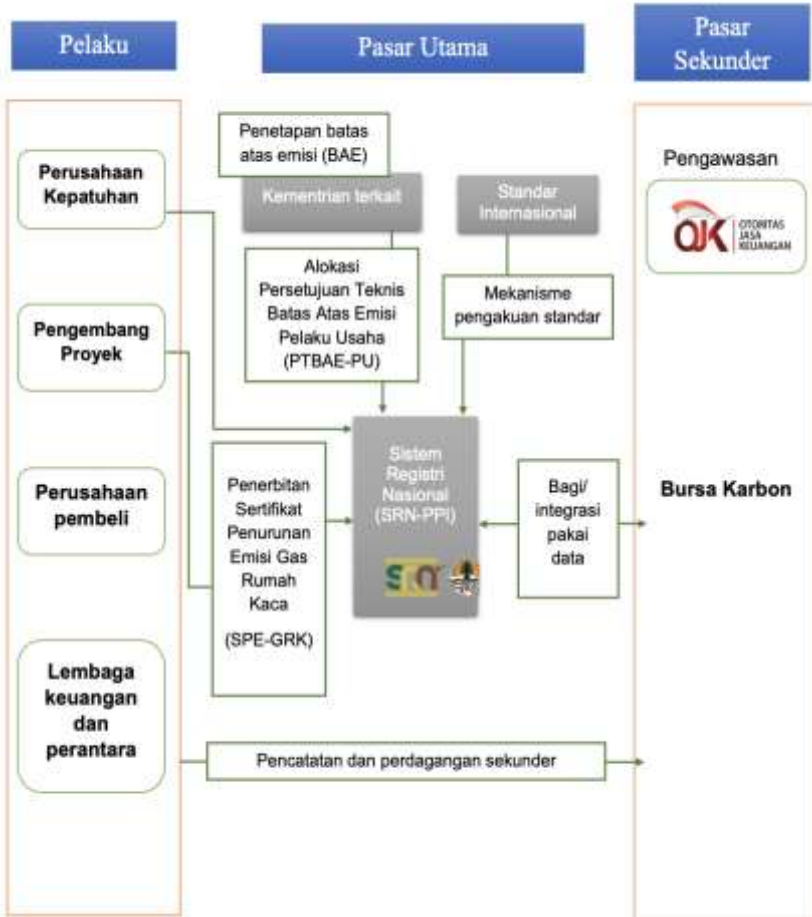 Pelaku
Pasar Utama
Pasar
Sekunder
Perusahaan
Kepatuhan
Pengembang
Proyek
Perusahaan
pembeli
Lembaga
keuangan
dan
perantara
Penetapan batas
atas emisi (BAE)
Kementrian terkait
Alokasi
Persetujuan Teknis
Batas Atas Emisi
Pelaku Usaha
(PTBAE-PU)
Standar
Internasional
Mekanisme
pengakuan standar
Penerbitan
Sertifikat
Penurunan
Emisi Gas
Rumah
Kaca
(SPE-GRK)
Sistem
Registri
Nasional
(SRN-PPI)
Bagi/
integrasi
pakai
data
Pencatatan dan perdagangan sekunder
Pengawasan
OJK
OTORITAS
JASA
KEUANGAN
Bursa Karbon